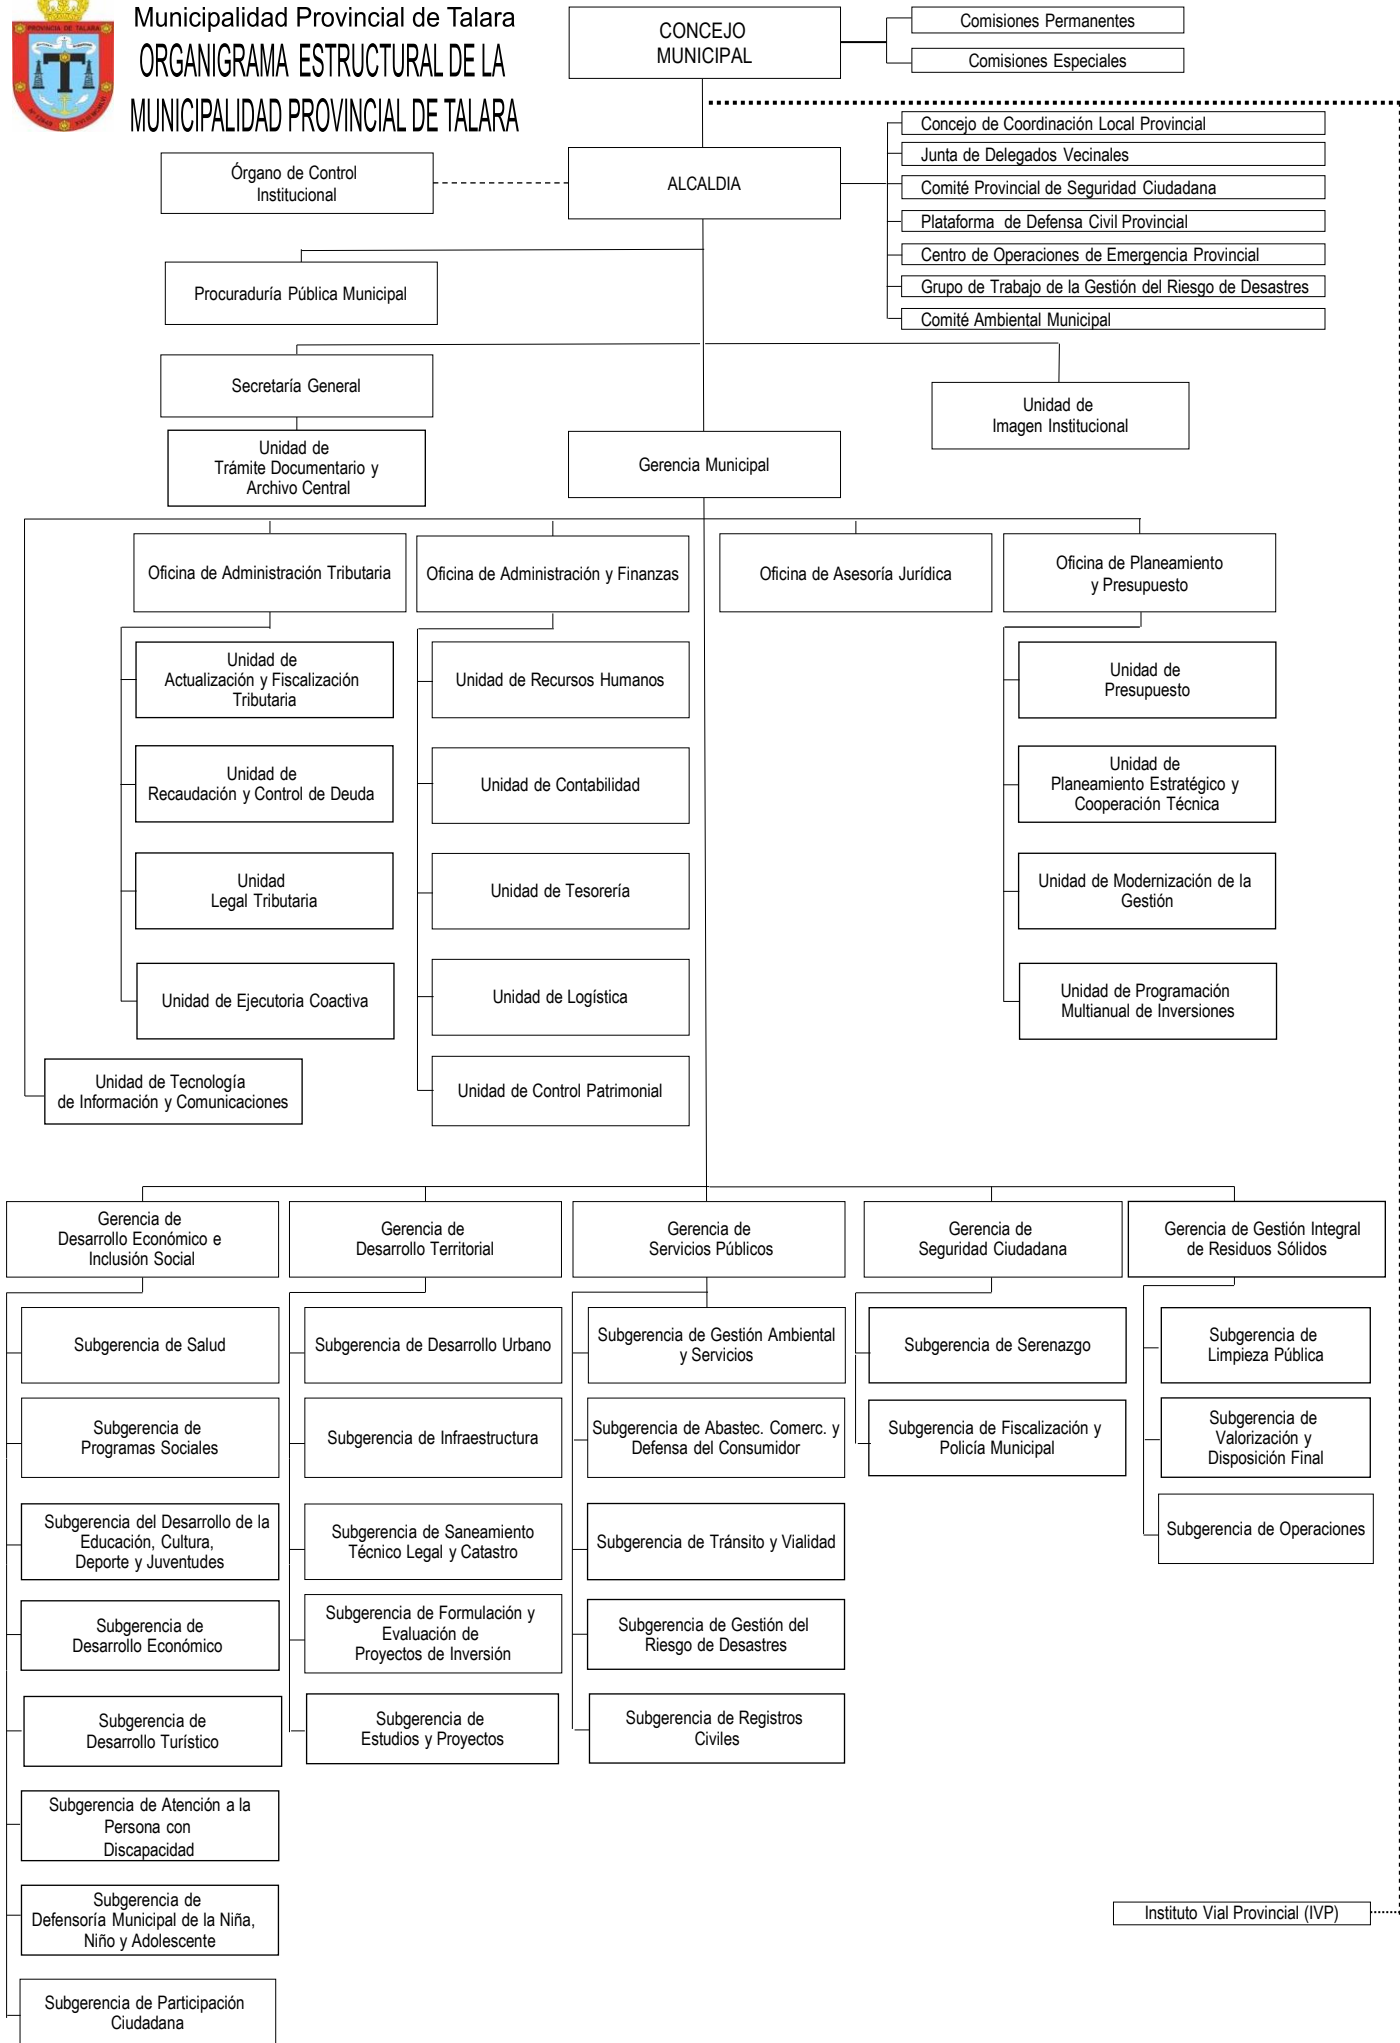 PROVINCIA DE TALARA
Municipalidad Provincial de Talara
ORGANIGRAMA ESTRUCTURAL DE LA
MUNICIPALIDAD PROVINCIAL DE TALARA
CONCEJO
MUNICIPAL
Comisiones Permanentes
Comisiones Especiales
Concejo de Coordinación Local Provincial
Junta de Delegados Vecinales
Comité Provincial de Seguridad Ciudadana
Plataforma de Defensa Civil Provincial
Centro de Operaciones de Emergencia Provincial
Grupo de Trabajo de la Gestión del Riesgo de Desastres
Comité Ambiental Municipal
Órgano de Control
Institucional
ALCALDIA
Procuraduría Pública Municipal
Secretaría General
Unidad de
Trámite Documentario y
Archivo Central
Unidad de
Imagen Institucional
Gerencia Municipal
Oficina de Administración Tributaria
Oficina de Administración y Finanzas
Oficina de Asesoría Jurídica
Oficina de Planeamiento
y Presupuesto
Unidad de
Actualización y Fiscalización
Tributaria
Unidad de
Recaudación y Control de Deuda
Unidad
Legal Tributaria
Unidad de Ejecutoria Coactiva
Unidad de Tecnología
de Información y Comunicaciones
Unidad de Recursos Humanos
Unidad de Contabilidad
Unidad de Tesorería
Unidad de Logística
Unidad de Control Patrimonial
Unidad de
Presupuesto
Unidad de
Planeamiento Estratégico y
Cooperación Técnica
Unidad de Modernización de la
Gestión
Unidad de Programación
Multianual de Inversiones
Gerencia de
Desarrollo Económico e
Inclusión Social
Subgerencia de Salud
Subgerencia de
Programas Sociales
Subgerencia del Desarrollo de la
Educación, Cultura,
Deporte y Juventudes
Subgerencia de
Desarrollo Económico
Subgerencia de
Desarrollo Turístico
Subgerencia de Atención a la
Persona con
Discapacidad
Subgerencia de
Defensoría Municipal de la Niña,
Niño y Adolescente
Subgerencia de Participación
Ciudadana
Gerencia de
Desarrollo Territorial
Subgerencia de Desarrollo Urbano
Subgerencia de Infraestructura
Subgerencia de Saneamiento
Técnico Legal y Catastro
Subgerencia de Formulación y
Evaluación de
Proyectos de Inversión
Subgerencia de
Estudios y Proyectos
Gerencia de
Servicios Públicos
Subgerencia de Gestión Ambiental
y Servicios
Subgerencia de Abastec. Comerc. y
Defensa del Consumidor
Subgerencia de Tránsito y Vialidad
Subgerencia de Gestión del
Riesgo de Desastres
Subgerencia de Registros
Civiles
Gerencia de
Seguridad Ciudadana
Subgerencia de Serenazgo
Subgerencia de Fiscalización y
Policía Municipal
Gerencia de Gestión Integral
de Residuos Sólidos
Subgerencia de
Limpieza Pública
Subgerencia de
Valorización y
Disposición Final
Subgerencia de Operaciones
Instituto Vial Provincial (IVP)